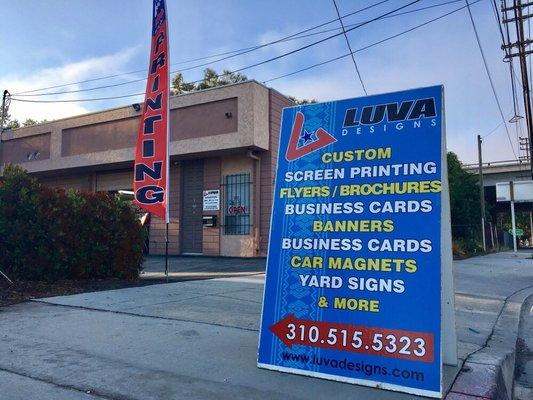 PRINTING
OPEN
LUVA
DESIGNS
CUSTOM
SCREEN PRINTING
FLYERS / BROCHURES
BUSINESS CARDS
BANNERS
BUSINESS CARDS
CAR MAGNETS
YARD SIGNS
& MORE
310.515.5323
www.luvadesigns.com